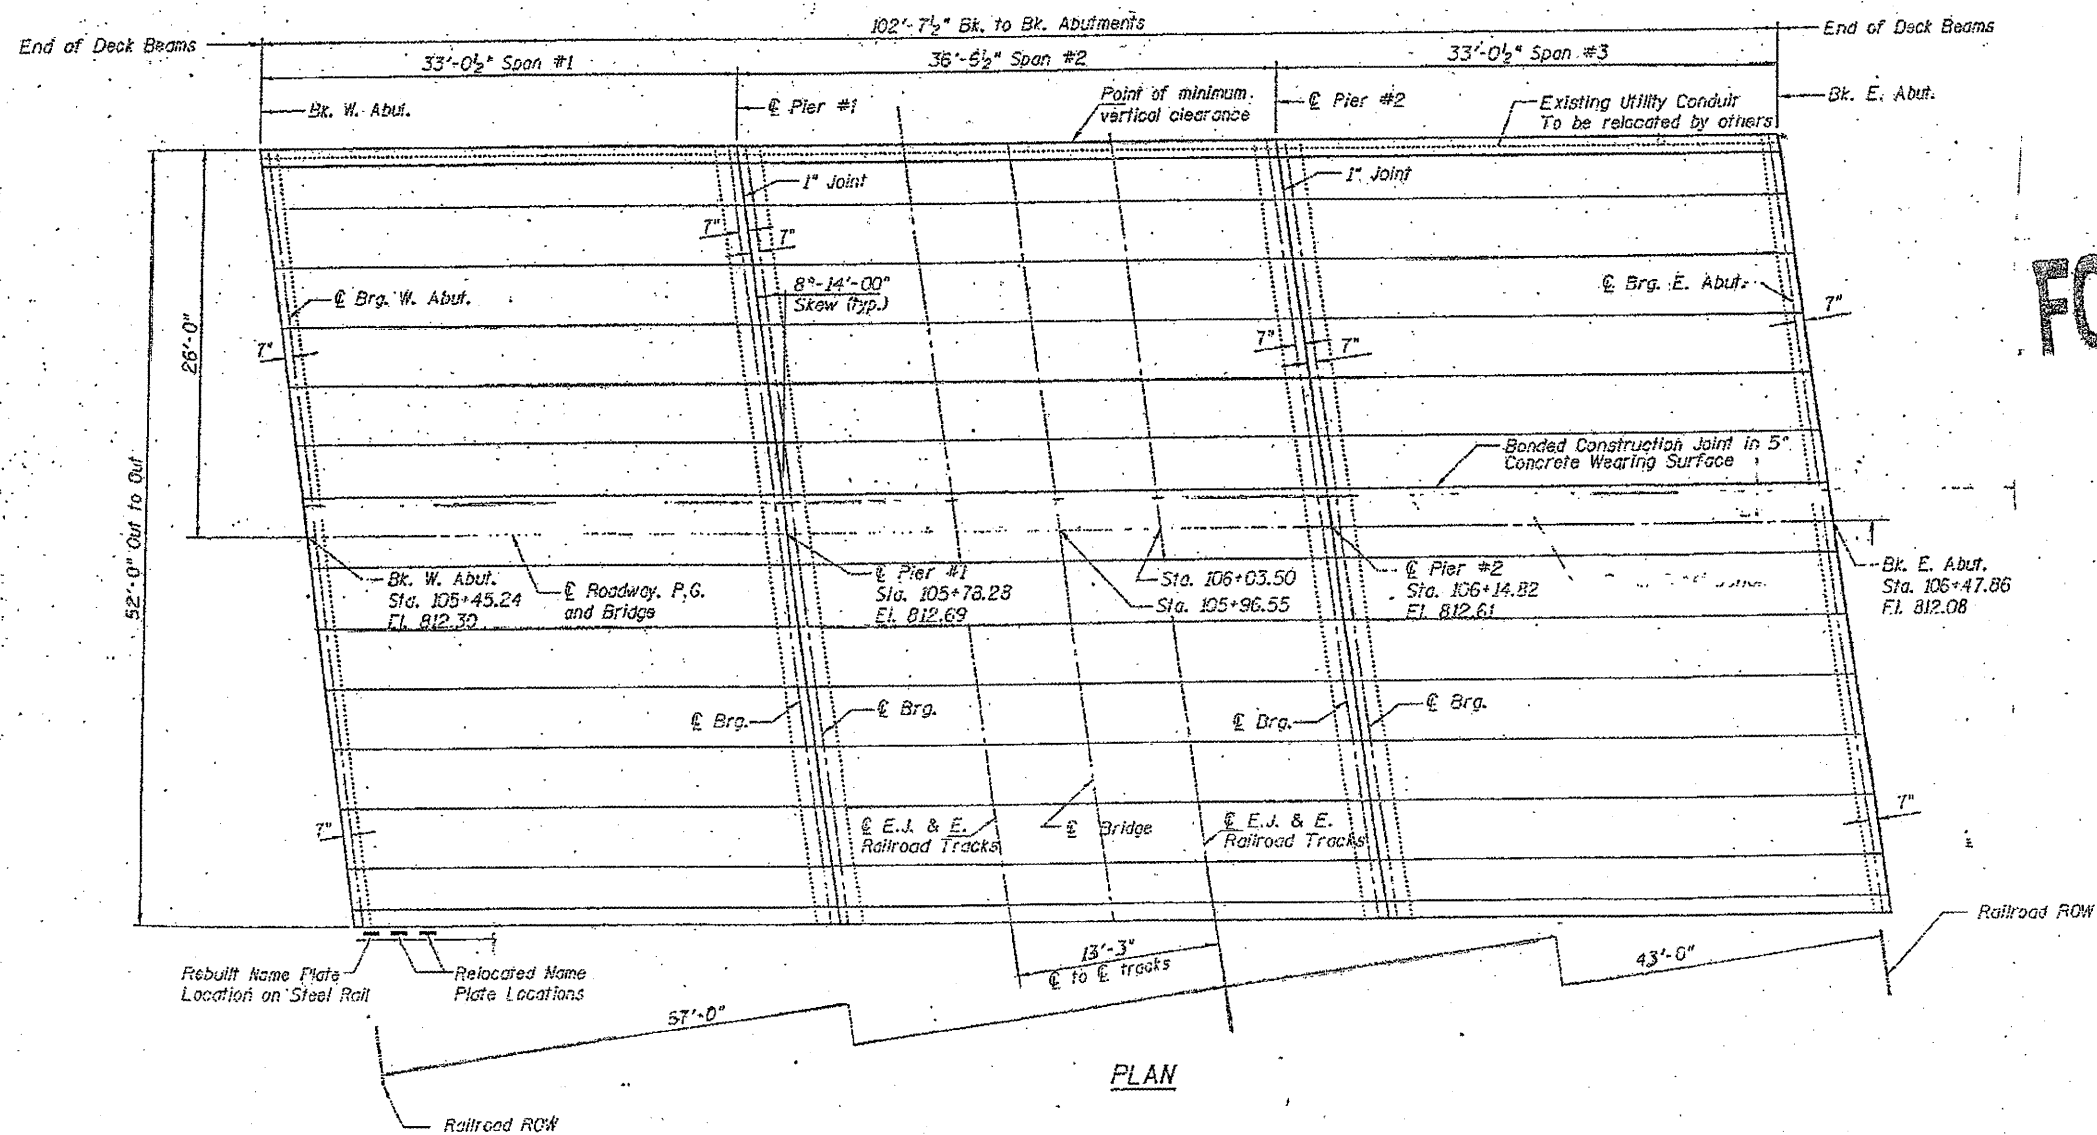 102'-7½" Bk. to Bk. Abutments
End of Deck Beams
End of Deck Beams
33'-0½" Span #1
36'-6½" Span #2
33'-0½" Span #3
Bk. W. Abut.
℄ Pier #1
Point of minimum
vertical clearance
℄ Pier #2
Existing Utility Conduit
To be relocated by others
Bk. E. Abut.
1" Joint
1" Joint
7"
7"
8°-14'-00"
Skew (typ.)
℄ Brg. W. Abut.
℄ Brg. E. Abut.
7"
7"
7"
7"
26'-0"
52'-0" Out to Out
Bonded Construction Joint in 5"
Concrete Wearing Surface
Bk. W. Abut.
Sta. 105+45.24
El. 812.30
℄ Roadway, P.G.
and Bridge
℄ Pier #1
Sta. 105+78.28
El. 812.69
Sta. 106+03.50
Sta. 105+96.55
℄ Pier #2
Sta. 106+14.82
El. 812.61
Bk. E. Abut.
Sta. 106+47.86
El. 812.08
℄ Brg.
℄ Brg.
℄ Brg.
℄ Brg.
7"
7"
℄ E.J. & E.
Railroad Tracks
℄ Bridge
℄ E.J. & E.
Railroad Tracks
Railroad ROW
Rebuilt Name Plate
Location on Steel Rail
Relocated Name
Plate Locations
13'-3"
℄ to ℄ tracks
43'-0"
57'-0"
PLAN
Railroad ROW